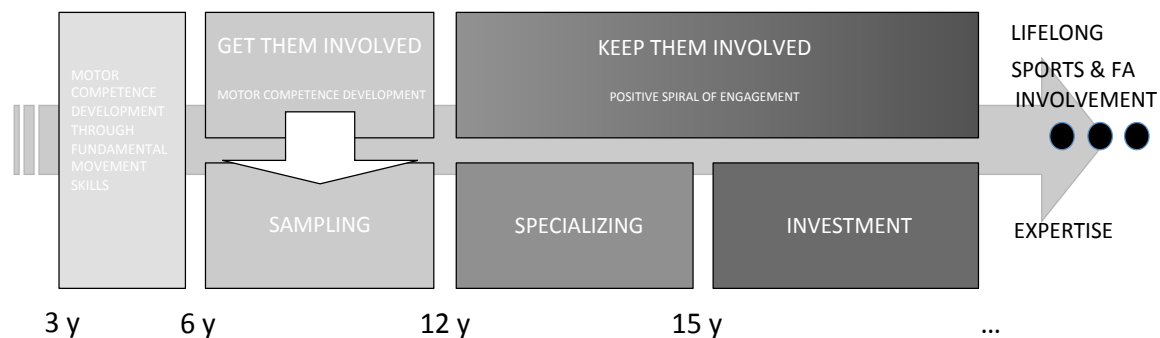 MOTOR
COMPETENCE
DEVELOPMENT
THROUGH
FUNDAMENTAL
MOVEMENT
SKILLS
GET THEM INVOLVED
MOTOR COMPETENCE DEVELOPMENT
KEEP THEM INVOLVED
POSITIVE SPIRAL OF ENGAGEMENT
LIFELONG
SPORTS & FA
INVOLVEMENT
SAMPLING
SPECIALIZING
INVESTMENT
EXPERTISE
3 y
6 y
12 y
15 y
...